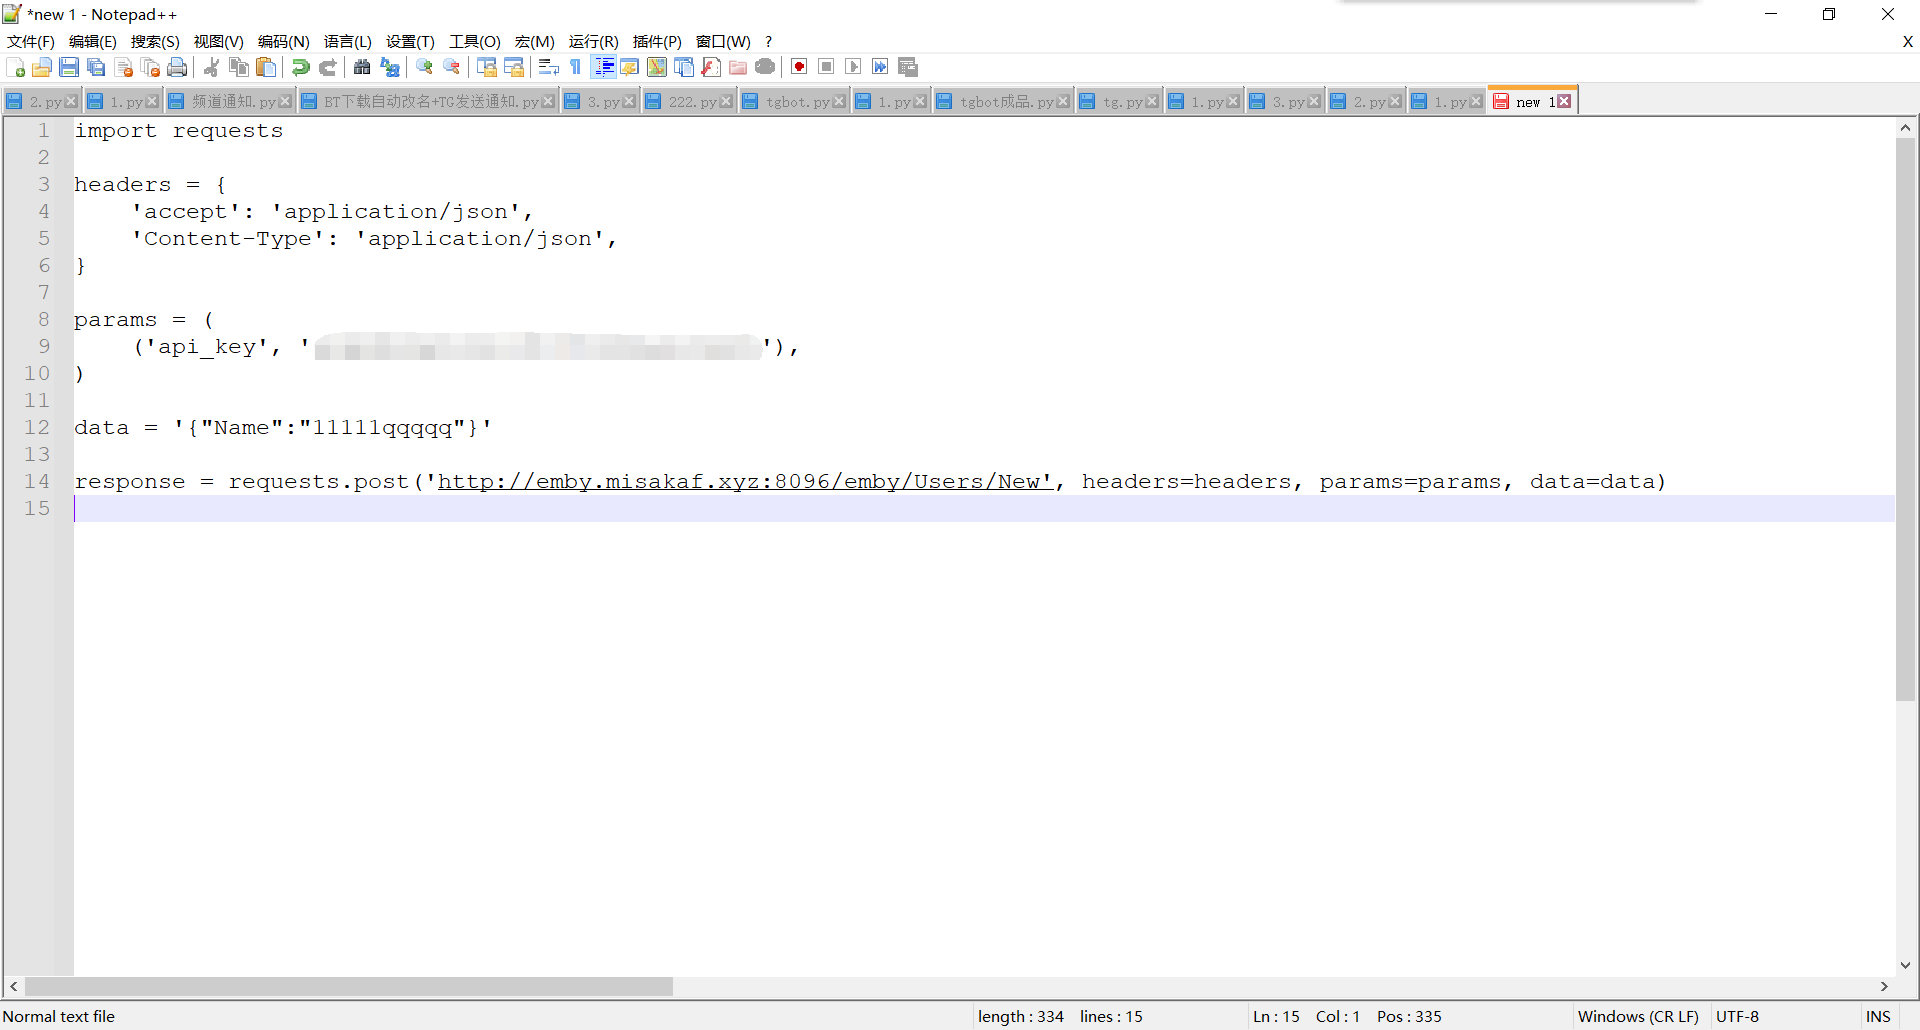 *new 1 - Notepad++
文件(F) 编辑(E) 搜索(S) 视图(V) 编码(N) 语言(L) 设置(T) 工具(O) 宏(M) 运行(R) 插件(P) 窗口(W) ? X
2.py 1.py 频道通知.py BT下载自动改名+TG发送通知.py 3.py 222.py tgbot.py 1.py tgbot成品.py tg.py 1.py 3.py 2.py 1.py new 1
1 import requests
2
3 headers = {
4     'accept': 'application/json',
5     'Content-Type': 'application/json',
6 }
7
8 params = (
9     ('api_key', ''),
10 )
11
12 data = '{"Name":"11111qqqqq"}'
13
14 response = requests.post('http://emby.misakaf.xyz:8096/emby/Users/New', headers=headers, params=params, data=data)
15
Normal text file length : 334 lines : 15 Ln : 15 Col : 1 Pos : 335 Windows (CR LF) UTF-8 INS